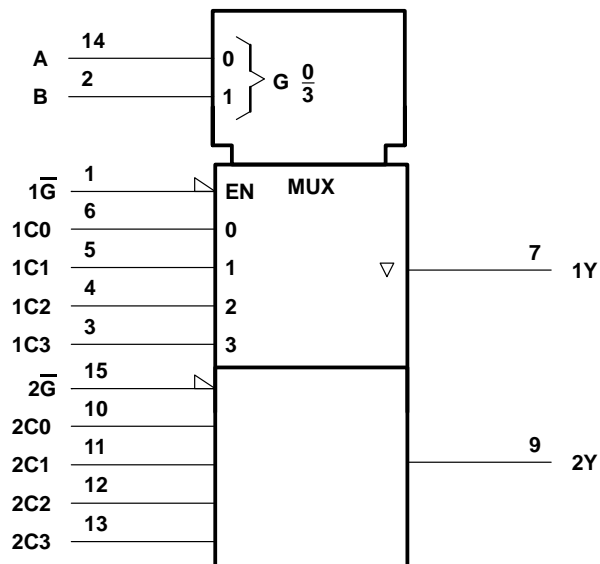 A 14 0
B 2 1
G 0/3
1G̅ 1 EN MUX
1C0 6 0
1C1 5 1
1C2 4 2
1C3 3 3
7 1Y
2G̅ 15
2C0 10
2C1 11
2C2 12
2C3 13
9 2Y